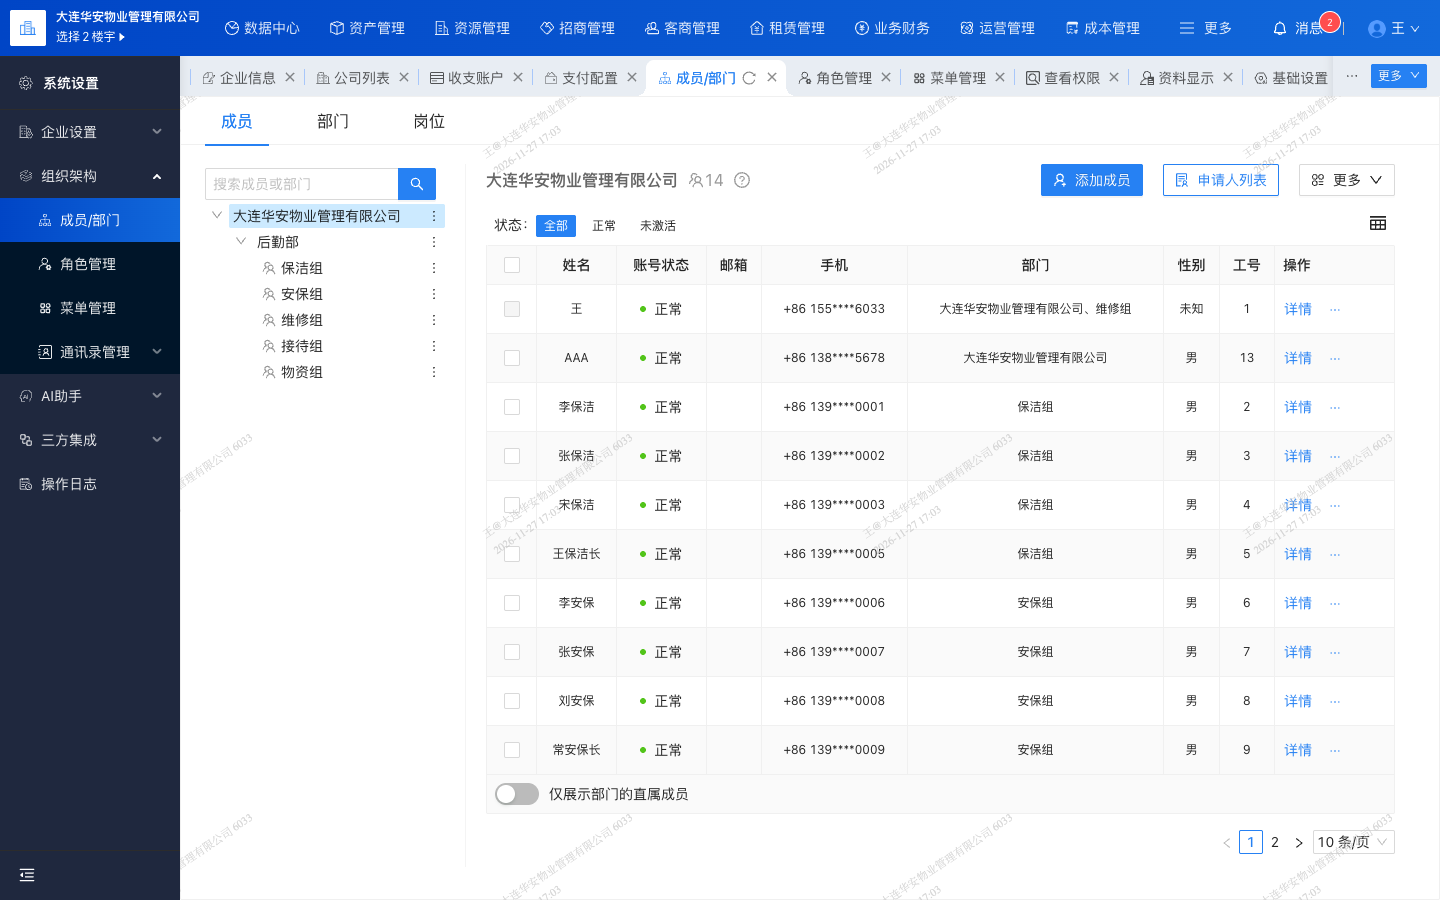 大连华安物业管理有限公司
选择 2 楼宇
数据中心
资产管理
资源管理
招商管理
客商管理
租赁管理
业务财务
运营管理
成本管理
更多
消息
2
王
系统设置
企业信息
公司列表
收支账户
支付配置
成员/部门
角色管理
菜单管理
查看权限
资料显示
基础设置
更多
企业设置
组织架构
成员/部门
角色管理
菜单管理
通讯录管理
AI助手
三方集成
操作日志
成员
部门
岗位
搜索成员或部门
大连华安物业管理有限公司
后勤部
保洁组
安保组
维修组
接待组
物资组
大连华安物业管理有限公司
14
添加成员
申请人列表
更多
状态：
全部
正常
未激活
姓名 账号状态 邮箱 手机 部门 性别 工号 操作
王 正常 +86 155****6033 大连华安物业管理有限公司、维修组 未知 1 详情 ···
AAA 正常 +86 138****5678 大连华安物业管理有限公司 男 13 详情 ···
李保洁 正常 +86 139****0001 保洁组 男 2 详情 ···
张保洁 正常 +86 139****0002 保洁组 男 3 详情 ···
宋保洁 正常 +86 139****0003 保洁组 男 4 详情 ···
王保洁长 正常 +86 139****0005 保洁组 男 5 详情 ···
李安保 正常 +86 139****0006 安保组 男 6 详情 ···
张安保 正常 +86 139****0007 安保组 男 7 详情 ···
刘安保 正常 +86 139****0008 安保组 男 8 详情 ···
常安保长 正常 +86 139****0009 安保组 男 9 详情 ···
仅展示部门的直属成员
1
2
10 条/页
王@大连华安物业管理有限公司 6033
2026-11-27 17:03